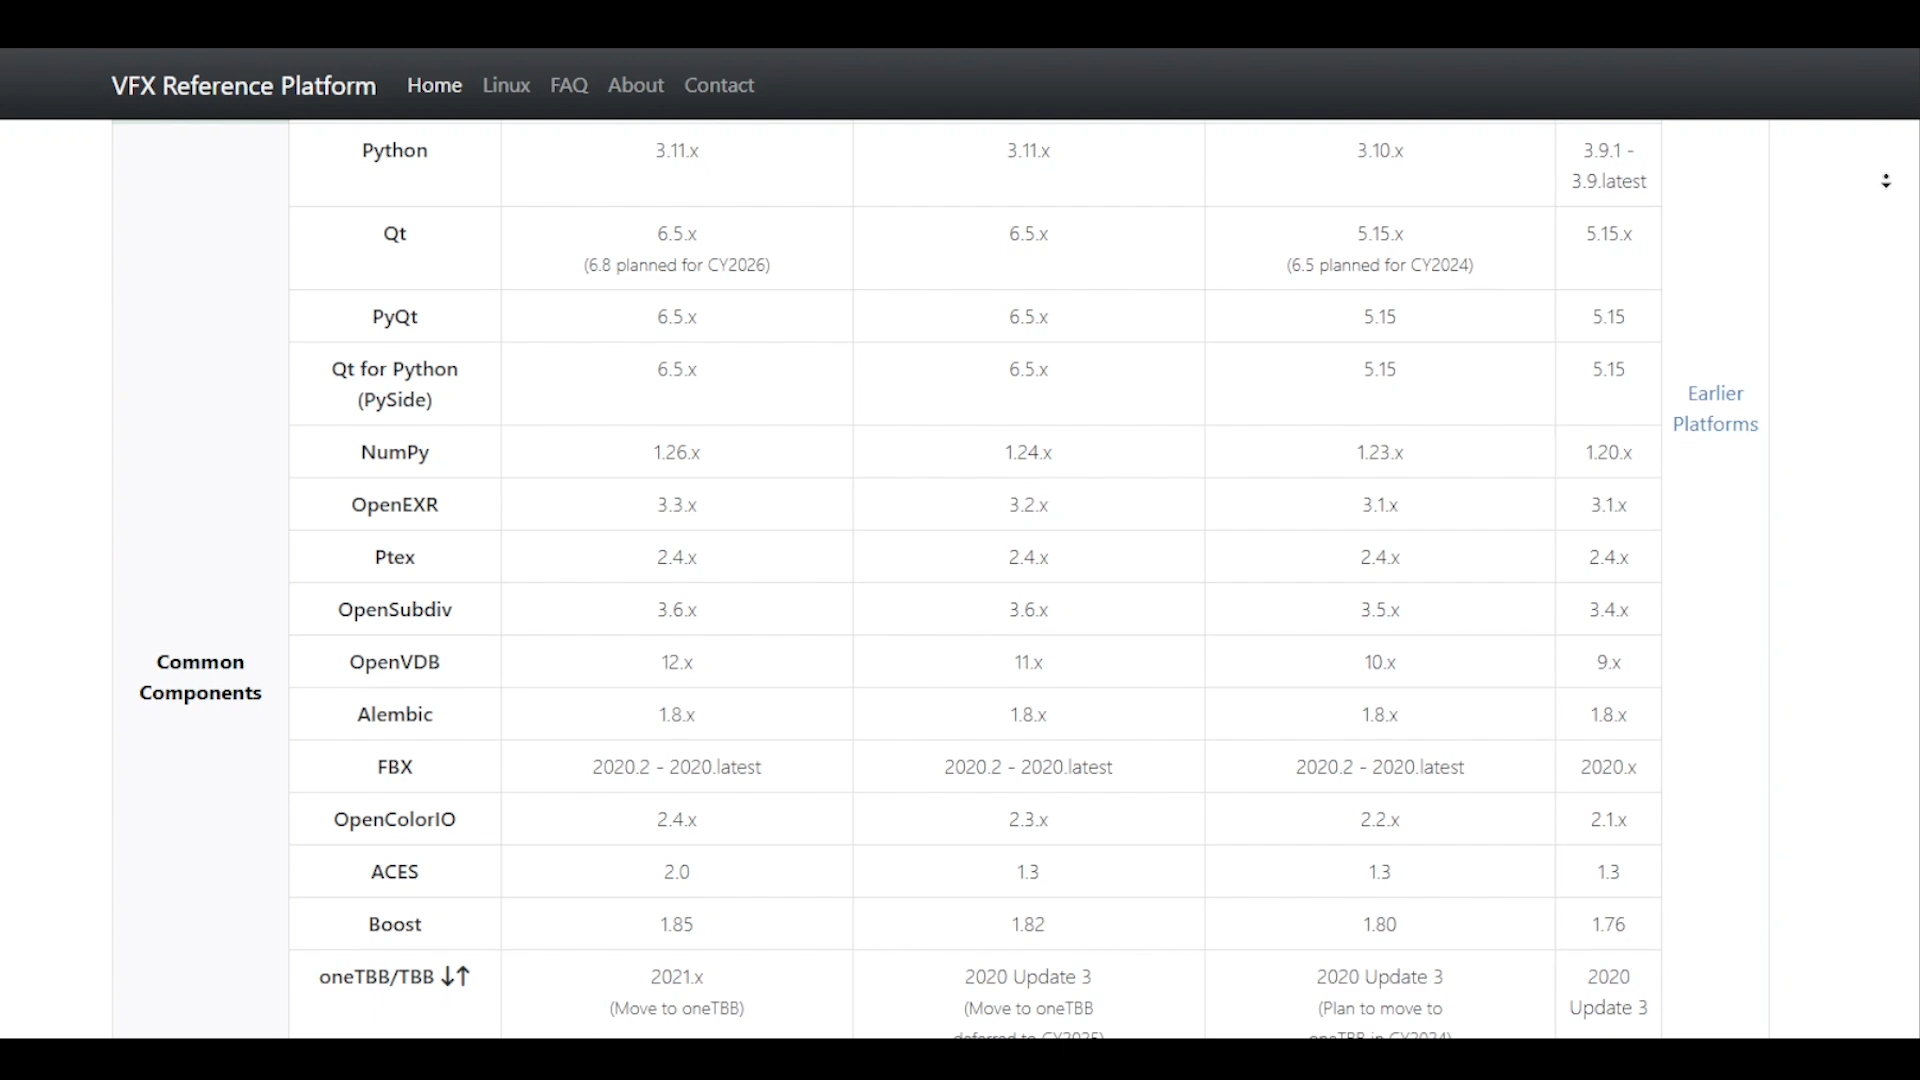 VFX Reference Platform Home Linux FAQ About Contact
Python 3.11.x 3.11.x 3.10.x 3.9.1 -
3.9.latest
Qt 6.5.x 6.5.x 5.15.x 5.15.x
(6.8 planned for CY2026) (6.5 planned for CY2024)
PyQt 6.5.x 6.5.x 5.15 5.15
Qt for Python 6.5.x 6.5.x 5.15 5.15
(PySide)
Earlier
Platforms
NumPy 1.26.x 1.24.x 1.23.x 1.20.x
OpenEXR 3.3.x 3.2.x 3.1.x 3.1.x
Ptex 2.4.x 2.4.x 2.4.x 2.4.x
OpenSubdiv 3.6.x 3.6.x 3.5.x 3.4.x
Common
Components
OpenVDB 12.x 11.x 10.x 9.x
Alembic 1.8.x 1.8.x 1.8.x 1.8.x
FBX 2020.2 - 2020.latest 2020.2 - 2020.latest 2020.2 - 2020.latest 2020.x
OpenColorIO 2.4.x 2.3.x 2.2.x 2.1.x
ACES 2.0 1.3 1.3 1.3
Boost 1.85 1.82 1.80 1.76
oneTBB/TBB ↓↑ 2021.x 2020 Update 3 2020 Update 3 2020
(Move to oneTBB) (Move to oneTBB (Plan to move to Update 3
deferred to CY2025) oneTBB in CY2024)